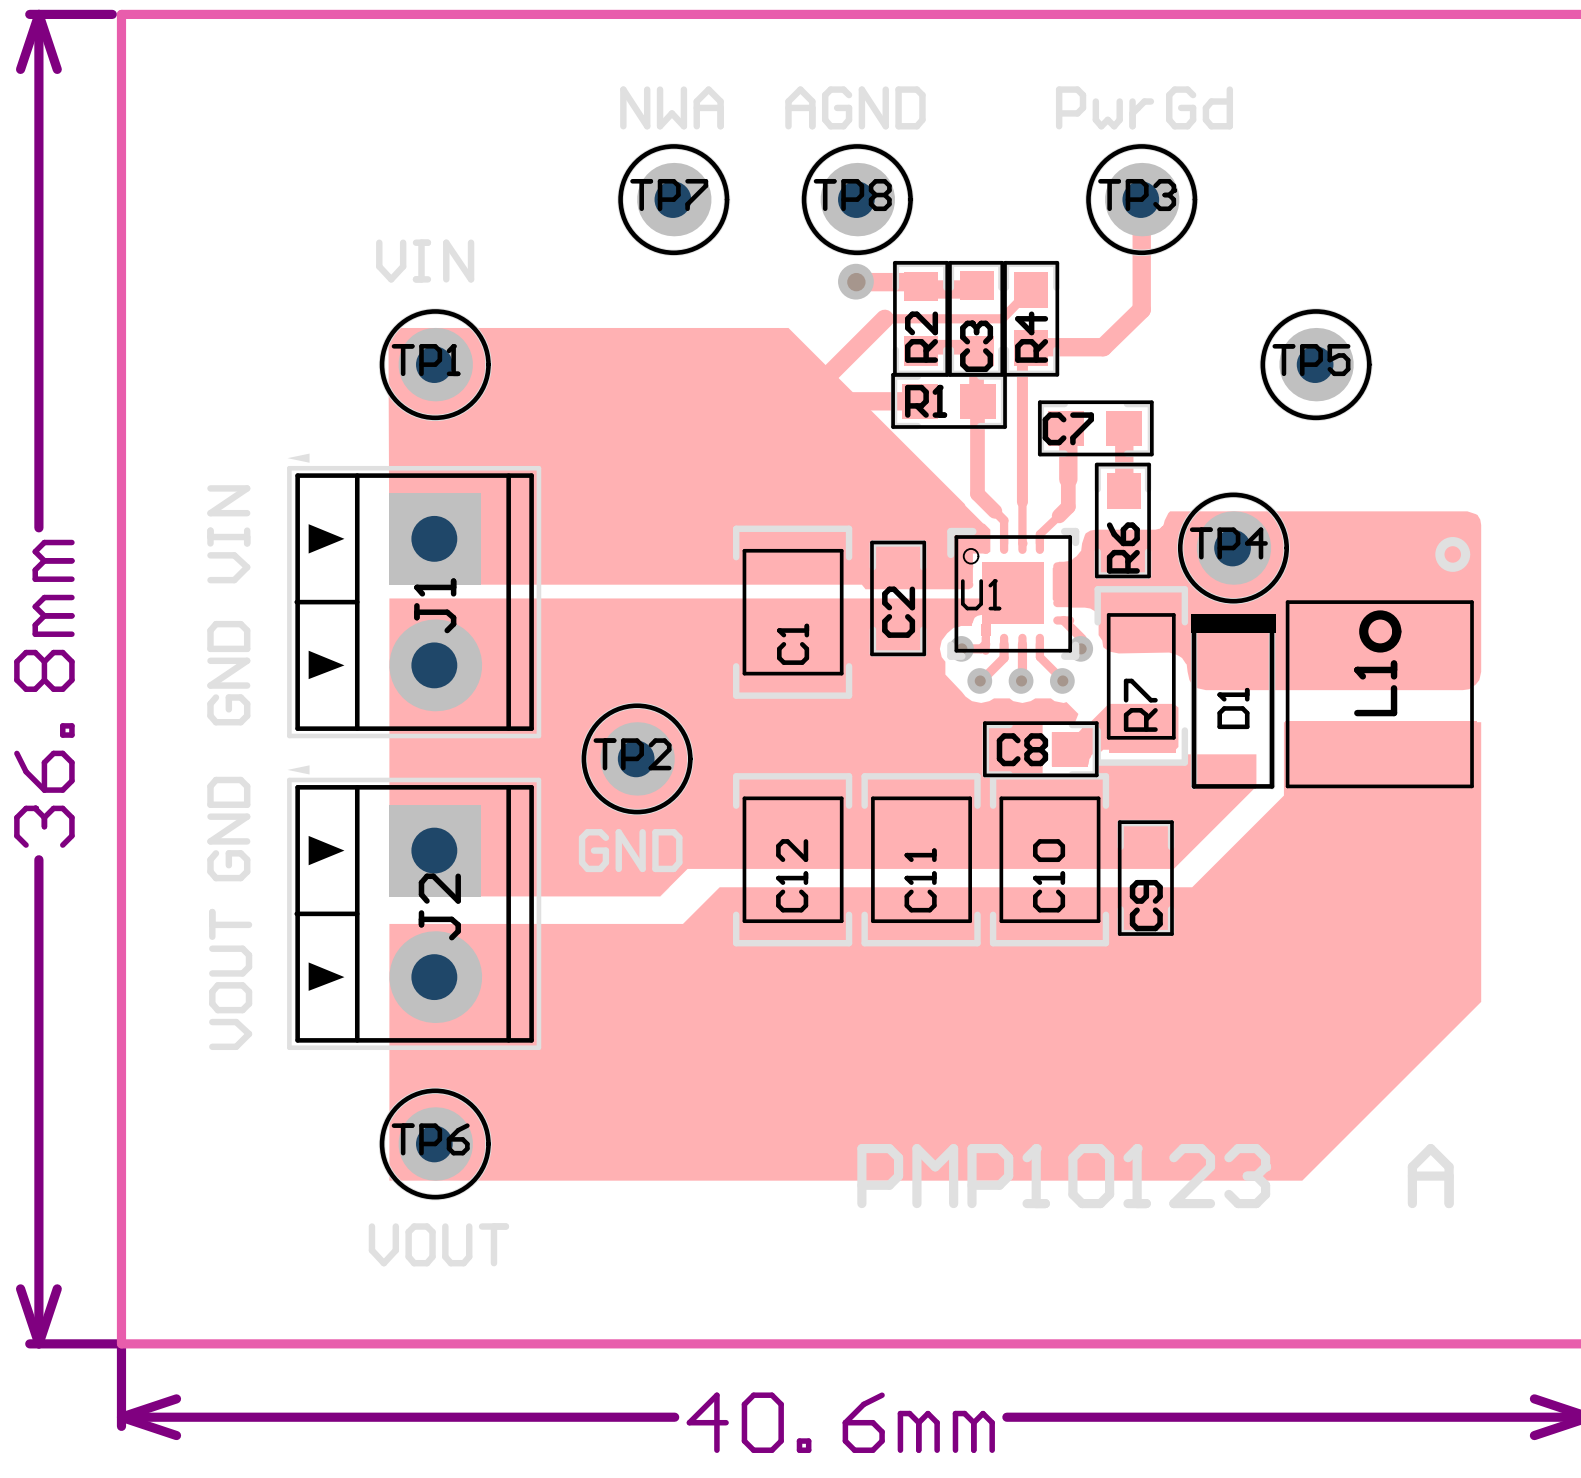 NWA AGND PwrGd
TP7 TP8 TP3
VIN
R2 C3 R4
TP1 TP5
R1
C7
VIN
TP4
R6
J1
C1 C2 U1
GND
L1
R7 D1
36.8mm
TP2
C8
GND
GND
J2
C12 C11 C10 C9
VOUT
TP6
PMP10123 A
VOUT
40.6mm